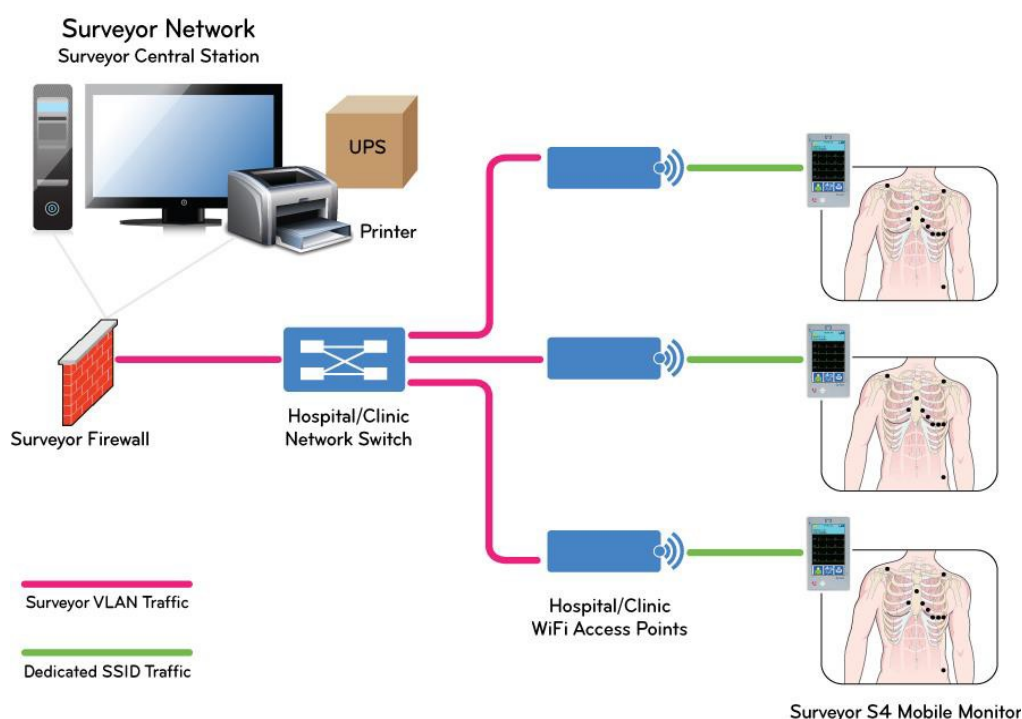 Surveyor Network
Surveyor Central Station
UPS
Printer
Surveyor Firewall
Hospital/Clinic
Network Switch
Surveyor VLAN Traffic
Dedicated SSID Traffic
Hospital/Clinic
WiFi Access Points
Surveyor S4 Mobile Monitor